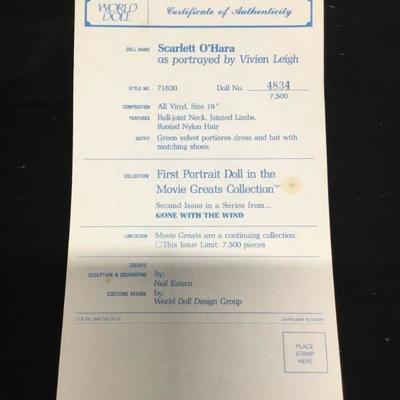 WORLD DOLL
Certificate of Authenticity
DOLL NAME Scarlett O'Hara
as portrayed by Vivien Leigh
STYLE NO. 71830 Doll No. 4834
7,500
COMPOSITION All Vinyl, Size 19"
FEATURES Ball-joint Neck, Jointed Limbs,
Rooted Nylon Hair
OUTFIT Green velvet portieres dress and hat with
matching shoes.
COLLECTION First Portrait Doll in the
Movie Greats Collection™
Second Issue in a Series from...
GONE WITH THE WIND
LIMITATION Movie Greats are a continuing collection.
☐This Issue Limit: 7,500 pieces
CREDITS
SCULPTURE & DECORATING by:
Neil Estern
COSTUME DESIGN by:
World Doll Design Group
PLACE
STAMP
HERE